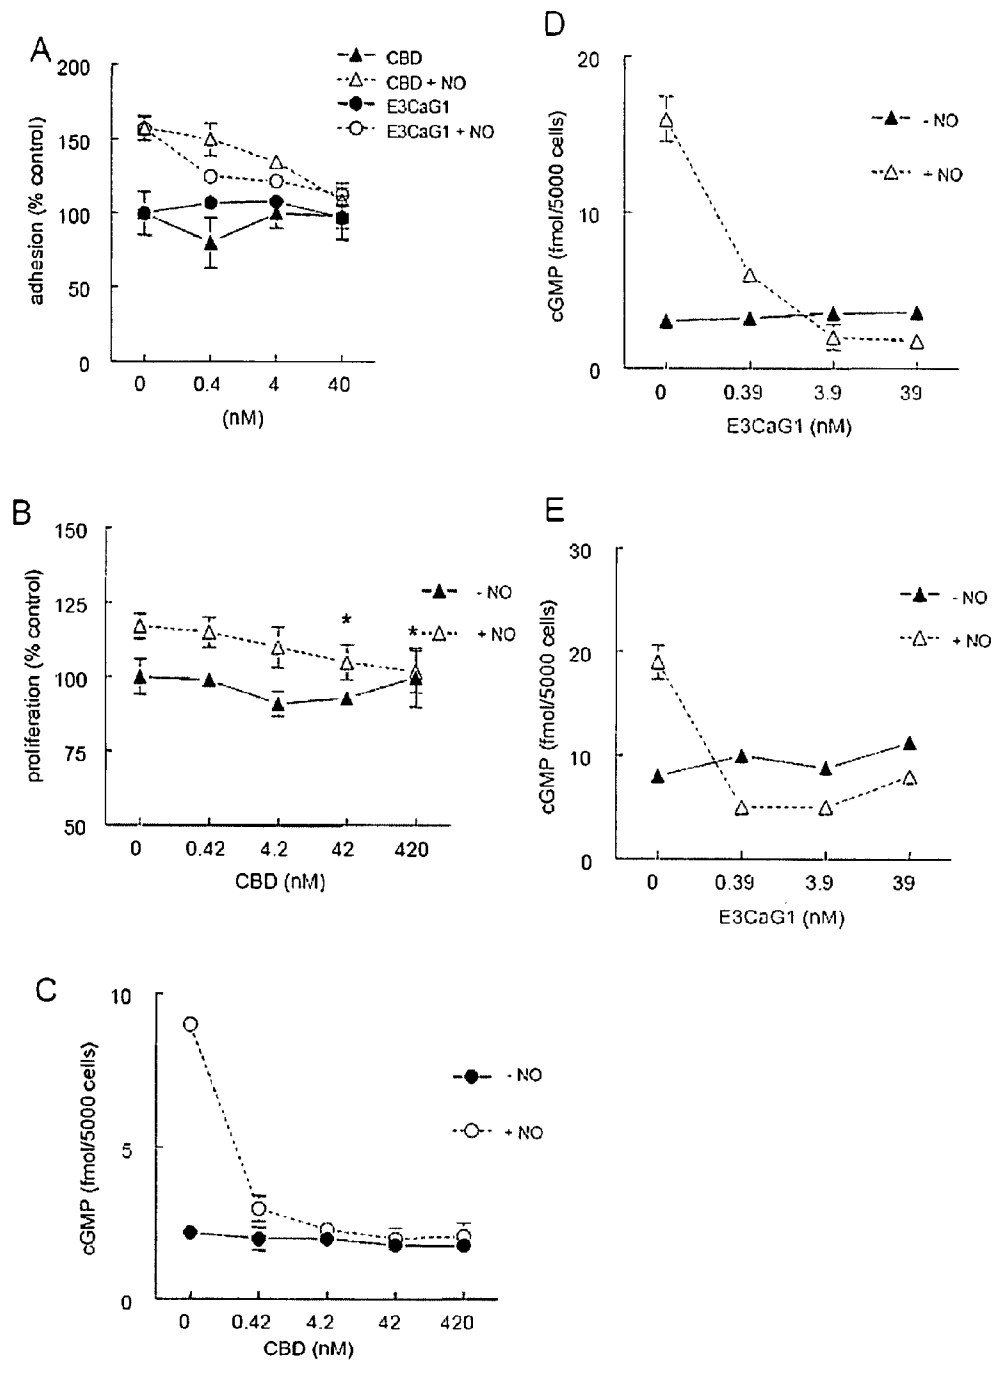 A
200
150
100
50
0
adhesion (% control)
0 0.4 4 40
(nM)
CBD
CBD + NO
E3CaG1
E3CaG1 + NO
B
150
125
100
75
50
proliferation (% control)
0 0.42 4.2 42 420
CBD (nM)
* *
- NO
+ NO
C
10
5
0
cGMP (fmol/5000 cells)
0 0.42 4.2 42 420
CBD (nM)
- NO
+ NO
D
20
10
0
cGMP (fmol/5000 cells)
0 0.39 3.9 39
E3CaG1 (nM)
- NO
+ NO
E
30
20
10
0
cGMP (fmol/5000 cells)
0 0.39 3.9 39
E3CaG1 (nM)
- NO
+ NO